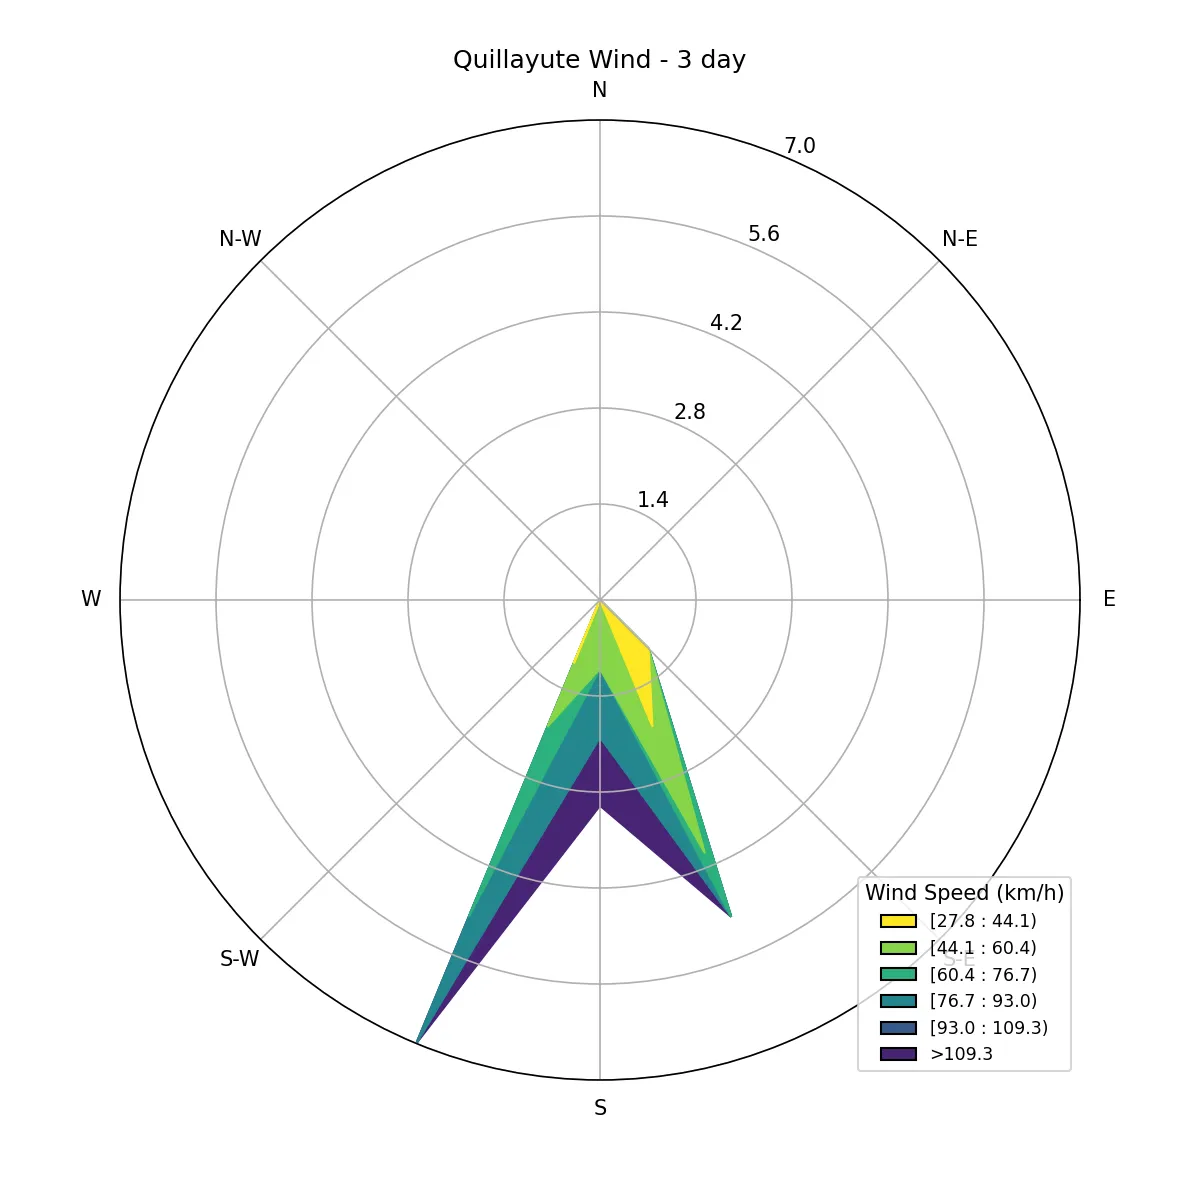 Quillayute Wind - 3 day
N
7.0
N-W
N-E
5.6
4.2
2.8
1.4
W
E
S-W
S-E
Wind Speed (km/h)
[27.8 : 44.1)
[44.1 : 60.4)
[60.4 : 76.7)
[76.7 : 93.0)
[93.0 : 109.3)
>109.3
S